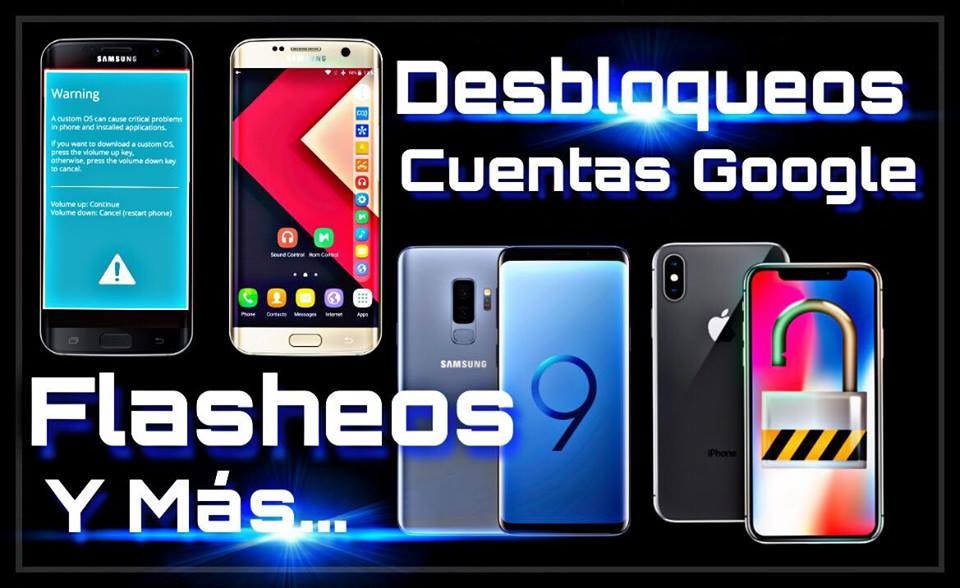 Desbloqueos
Cuentas Google
Flasheos
Y Más...
SAMSUNG
Warning
A custom OS can cause critical problems
in phone and installed applications.
If you want to download a custom OS,
press the volume up key,
otherwise, press the volume down key
to cancel.
Volume up: Continue
Volume down: Cancel (restart phone)
SAMSUNG
Sound Control
Rom Control
Phone
Contacts
Messages
Internet
Apps
SAMSUNG
9
iPhone